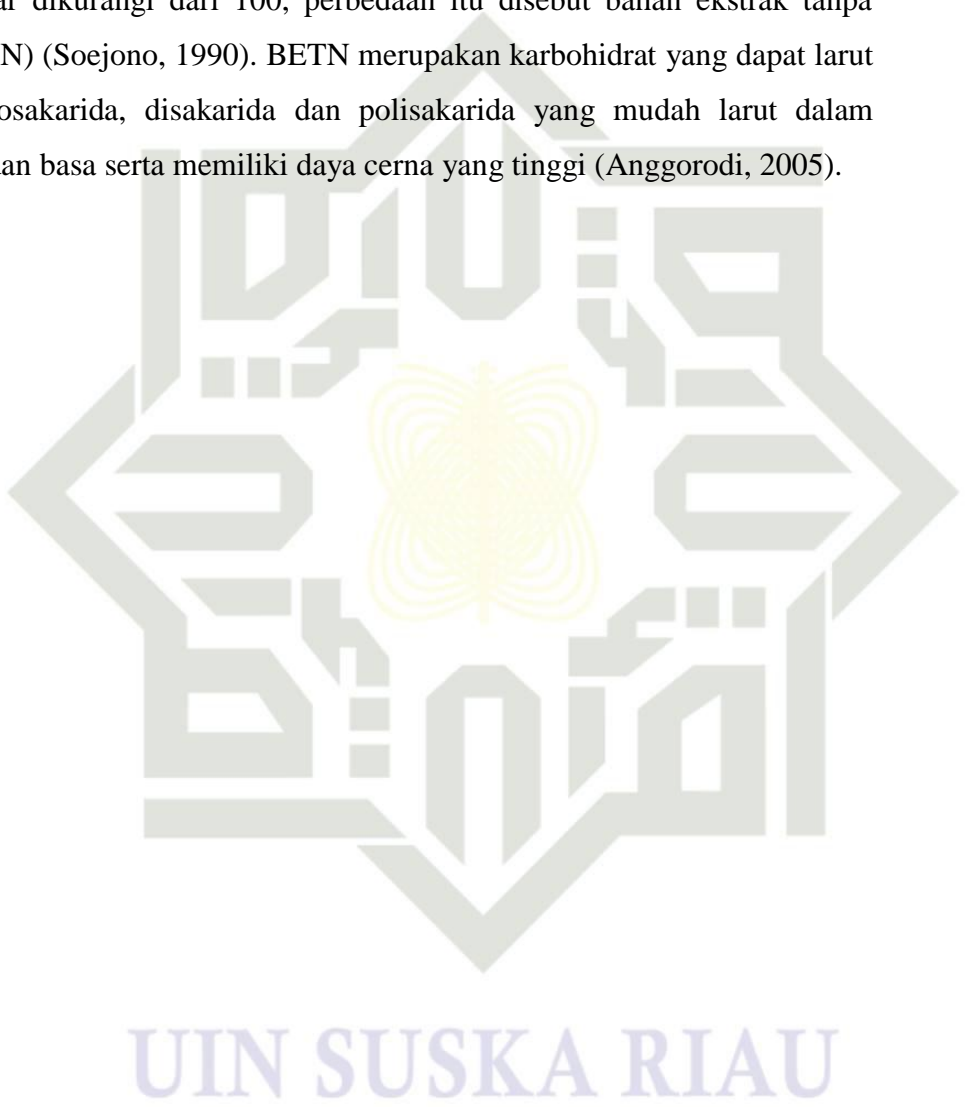 dikurangi dari 100, perbedaan itu disebut bahan ekstrak tanpa
N) (Soejono, 1990). BETN merupakan karbohidrat yang dapat larut
osakarida, disakarida dan polisakarida yang mudah larut dalam
an basa serta memiliki daya cerna yang tinggi (Anggorodi, 2005).
UIN SUSKA RIAU